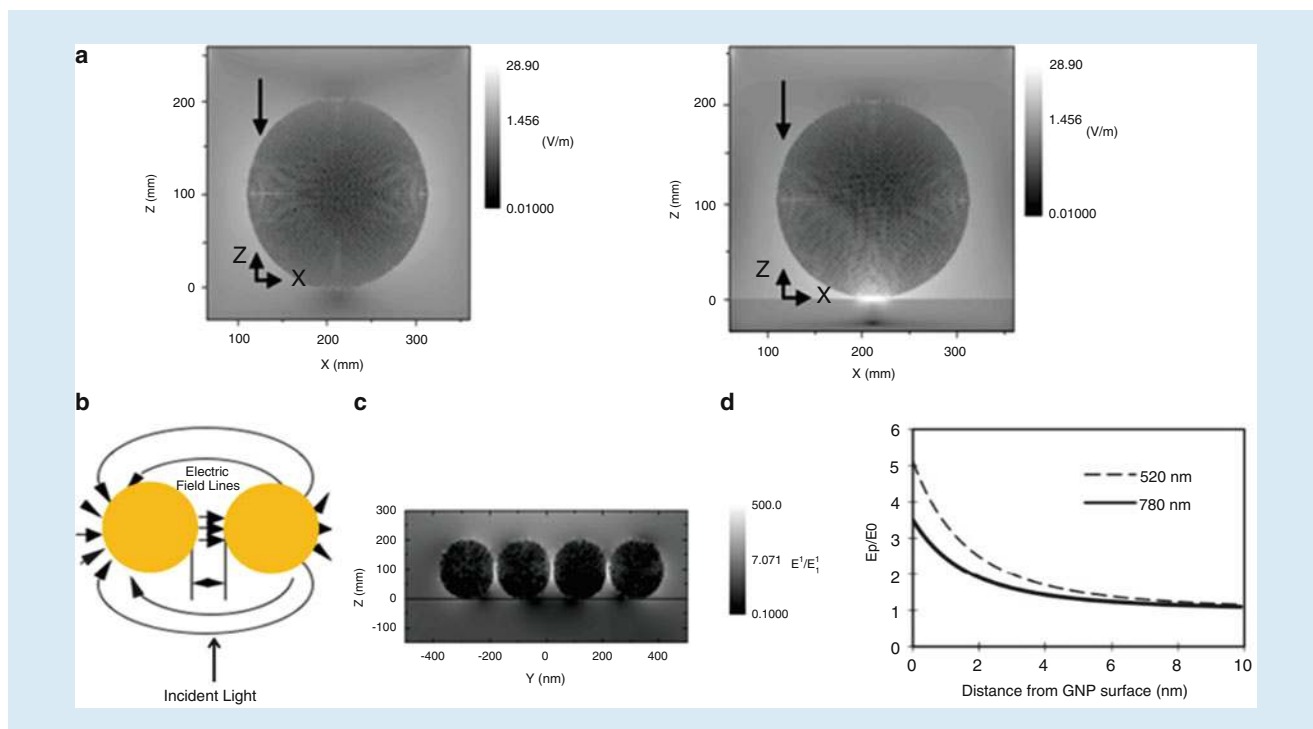 a
200
100
0
Z (mm)
Z
X
100
200
300
X (mm)
28.90
1.456
(V/m)
0.01000
200
100
0
Z (mm)
Z
X
100
200
300
X (mm)
28.90
1.456
(V/m)
0.01000
b
Electric
Field Lines
Incident Light
c
300
200
100
0
-100
Z (mm)
-400
-200
0
200
400
Y (nm)
500.0
7.071
0.1000
d
6
5
4
3
2
1
0
Ep/E0
520 nm
780 nm
0
2
4
6
8
10
Distance from GNP surface (nm)